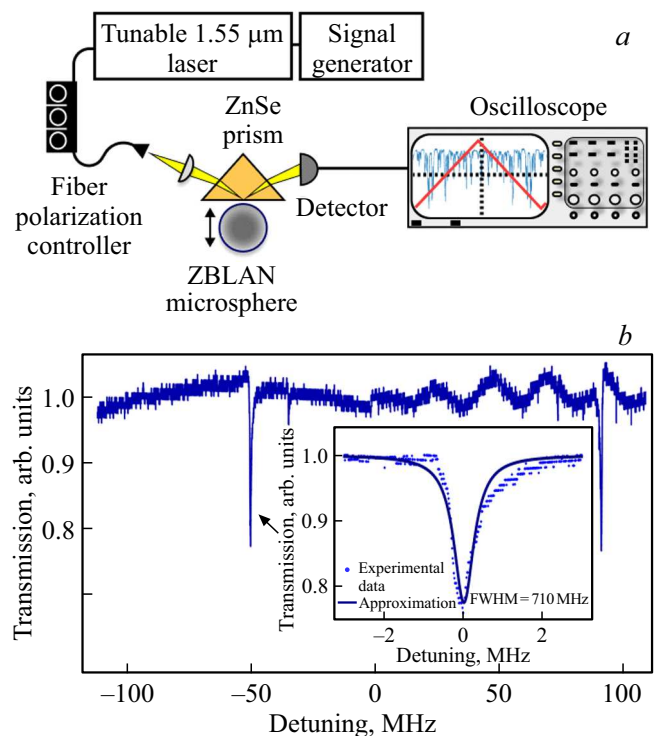 a
Tunable 1.55 μm
laser
Signal
generator
ZnSe
prism
Oscilloscope
Fiber
polarization
controller
Detector
ZBLAN
microsphere
b
Transmission, arb. units
1.0
0.9
0.8
−100
−50
0
50
100
Detuning, MHz
Transmission, arb. units
1.0
0.9
0.8
Experimental
data
Approximation
FWHM = 710 MHz
−2
0
2
Detuning, MHz